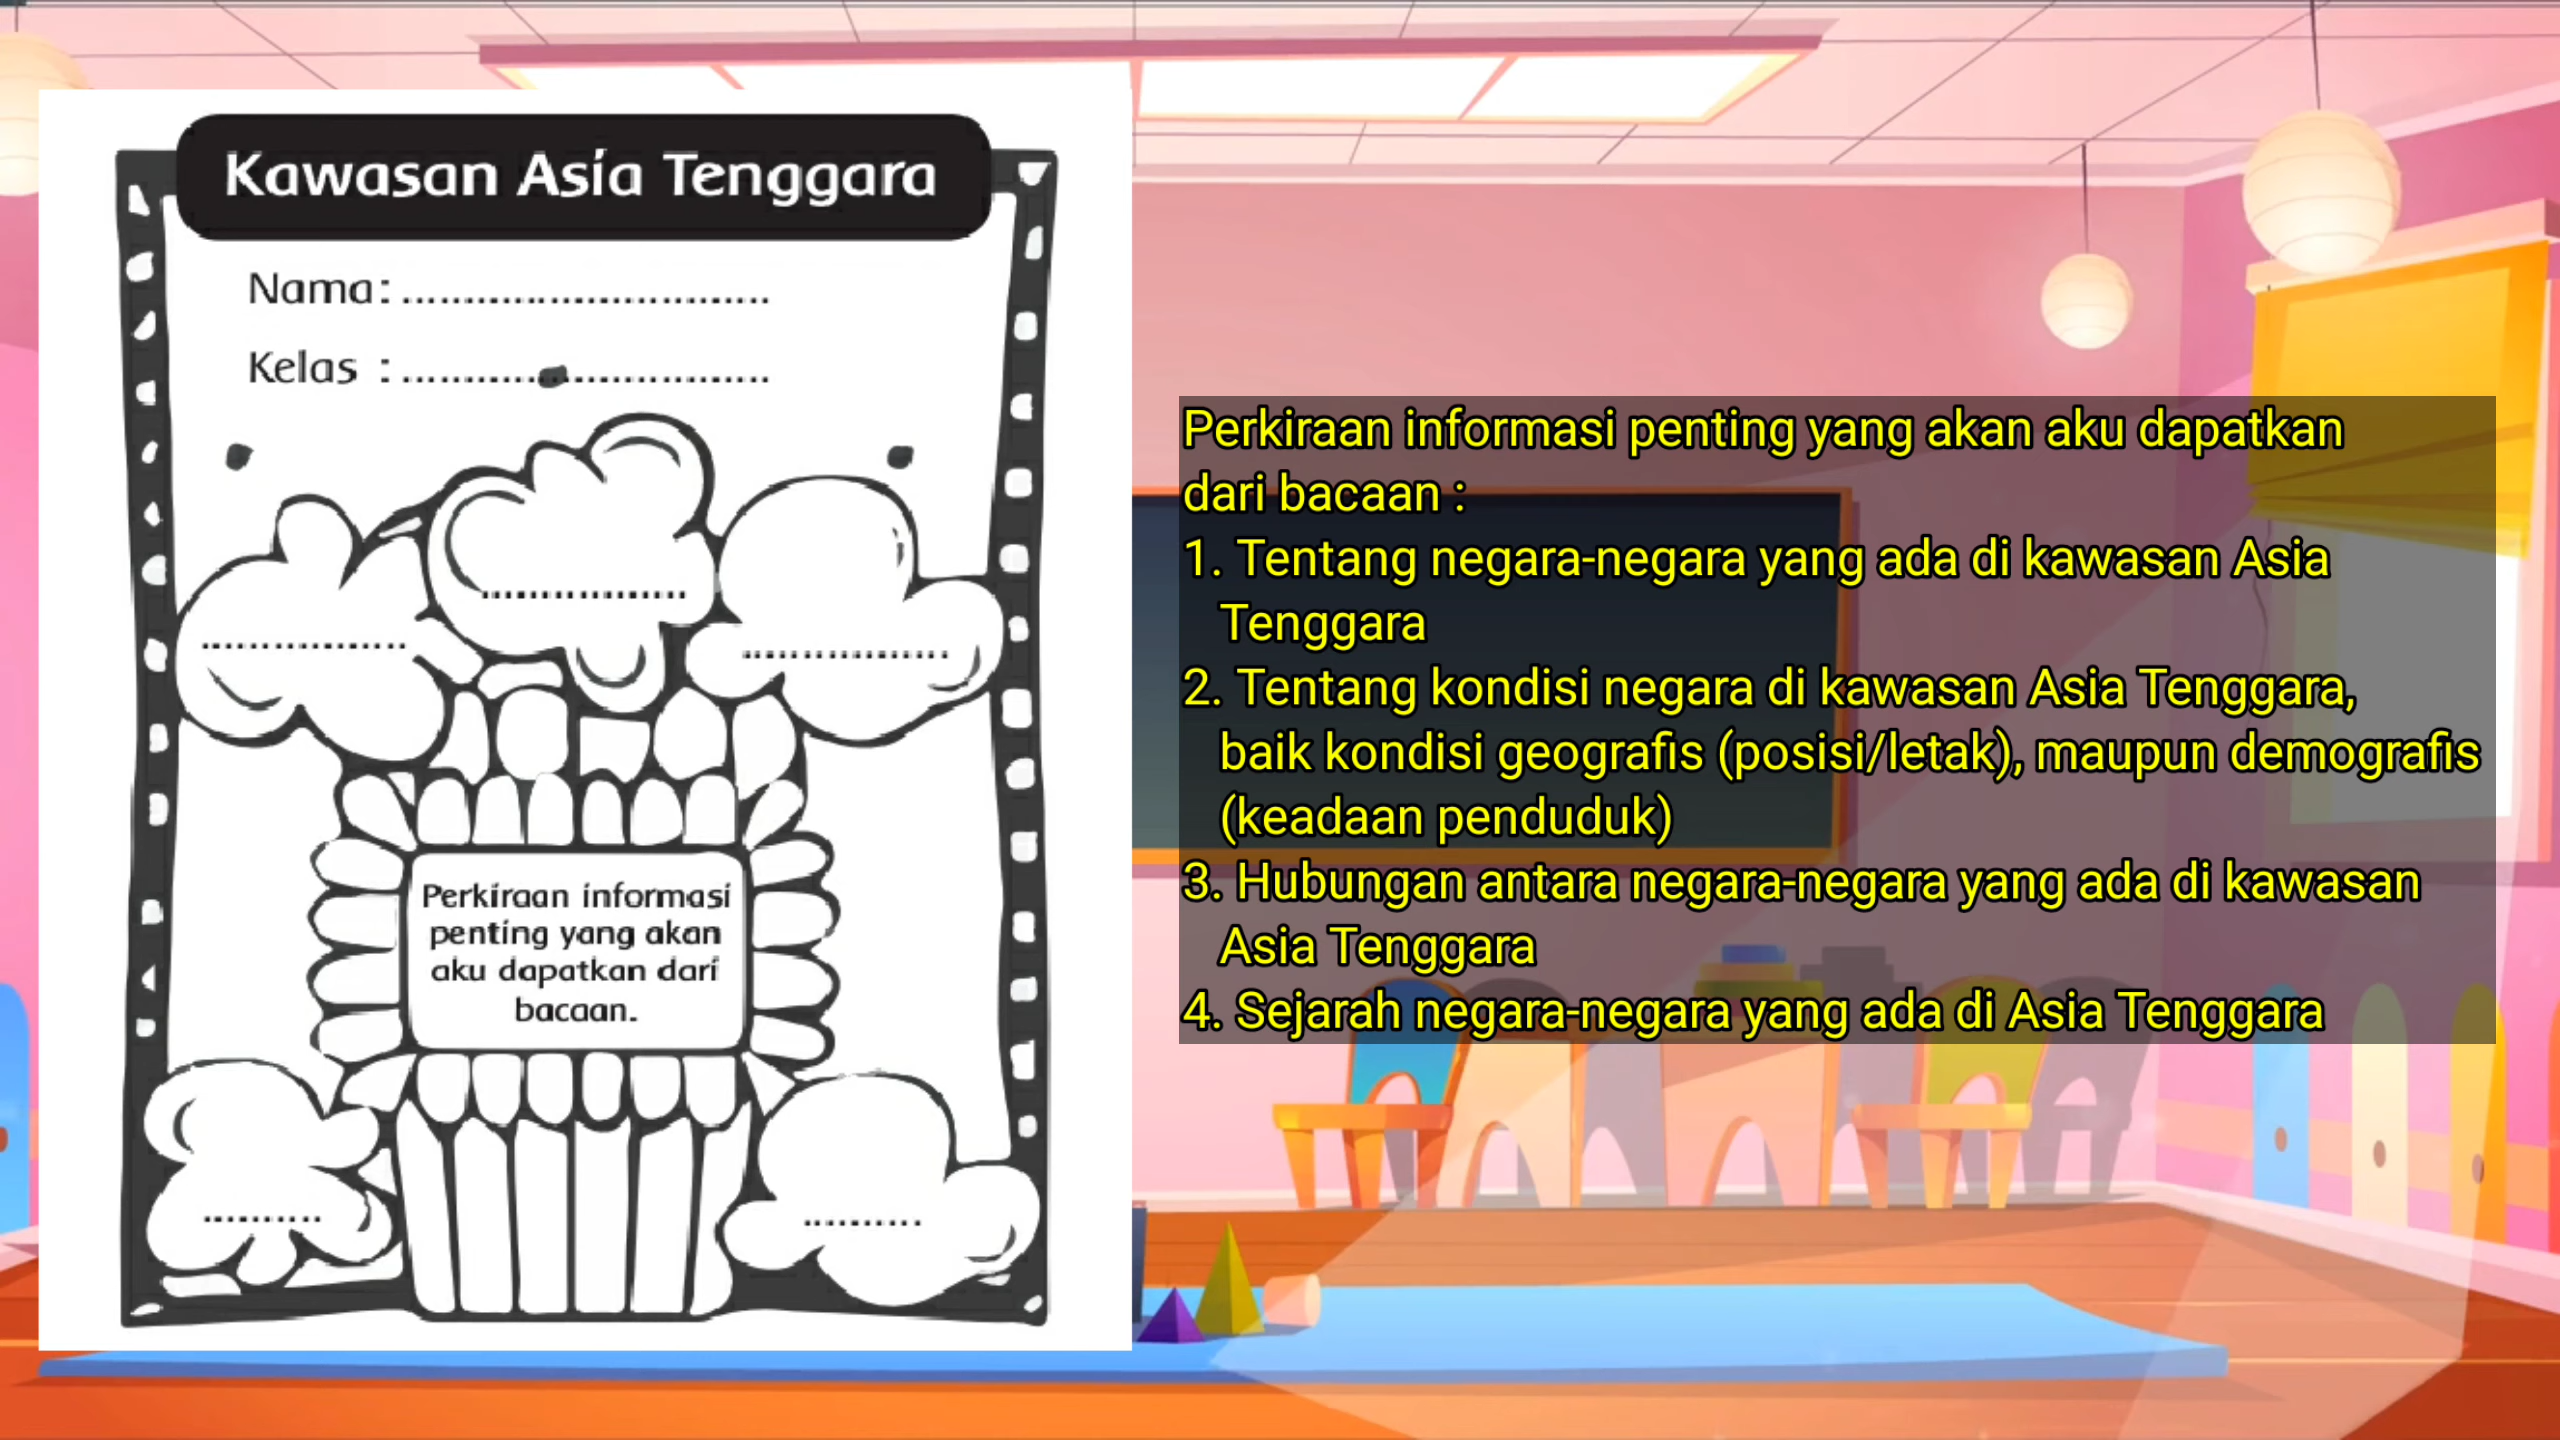 Kawasan Asia Tenggara
Nama: ..............................
Kelas : ..............................
..................
..................
..................
Perkiraan informasi
penting yang akan
aku dapatkan dari
bacaan.
..........
..........
Perkiraan informasi penting yang akan aku dapatkan
dari bacaan :
1. Tentang negara-negara yang ada di kawasan Asia
Tenggara
2. Tentang kondisi negara di kawasan Asia Tenggara,
baik kondisi geografis (posisi/letak), maupun demografis
(keadaan penduduk)
3. Hubungan antara negara-negara yang ada di kawasan
Asia Tenggara
4. Sejarah negara-negara yang ada di Asia Tenggara